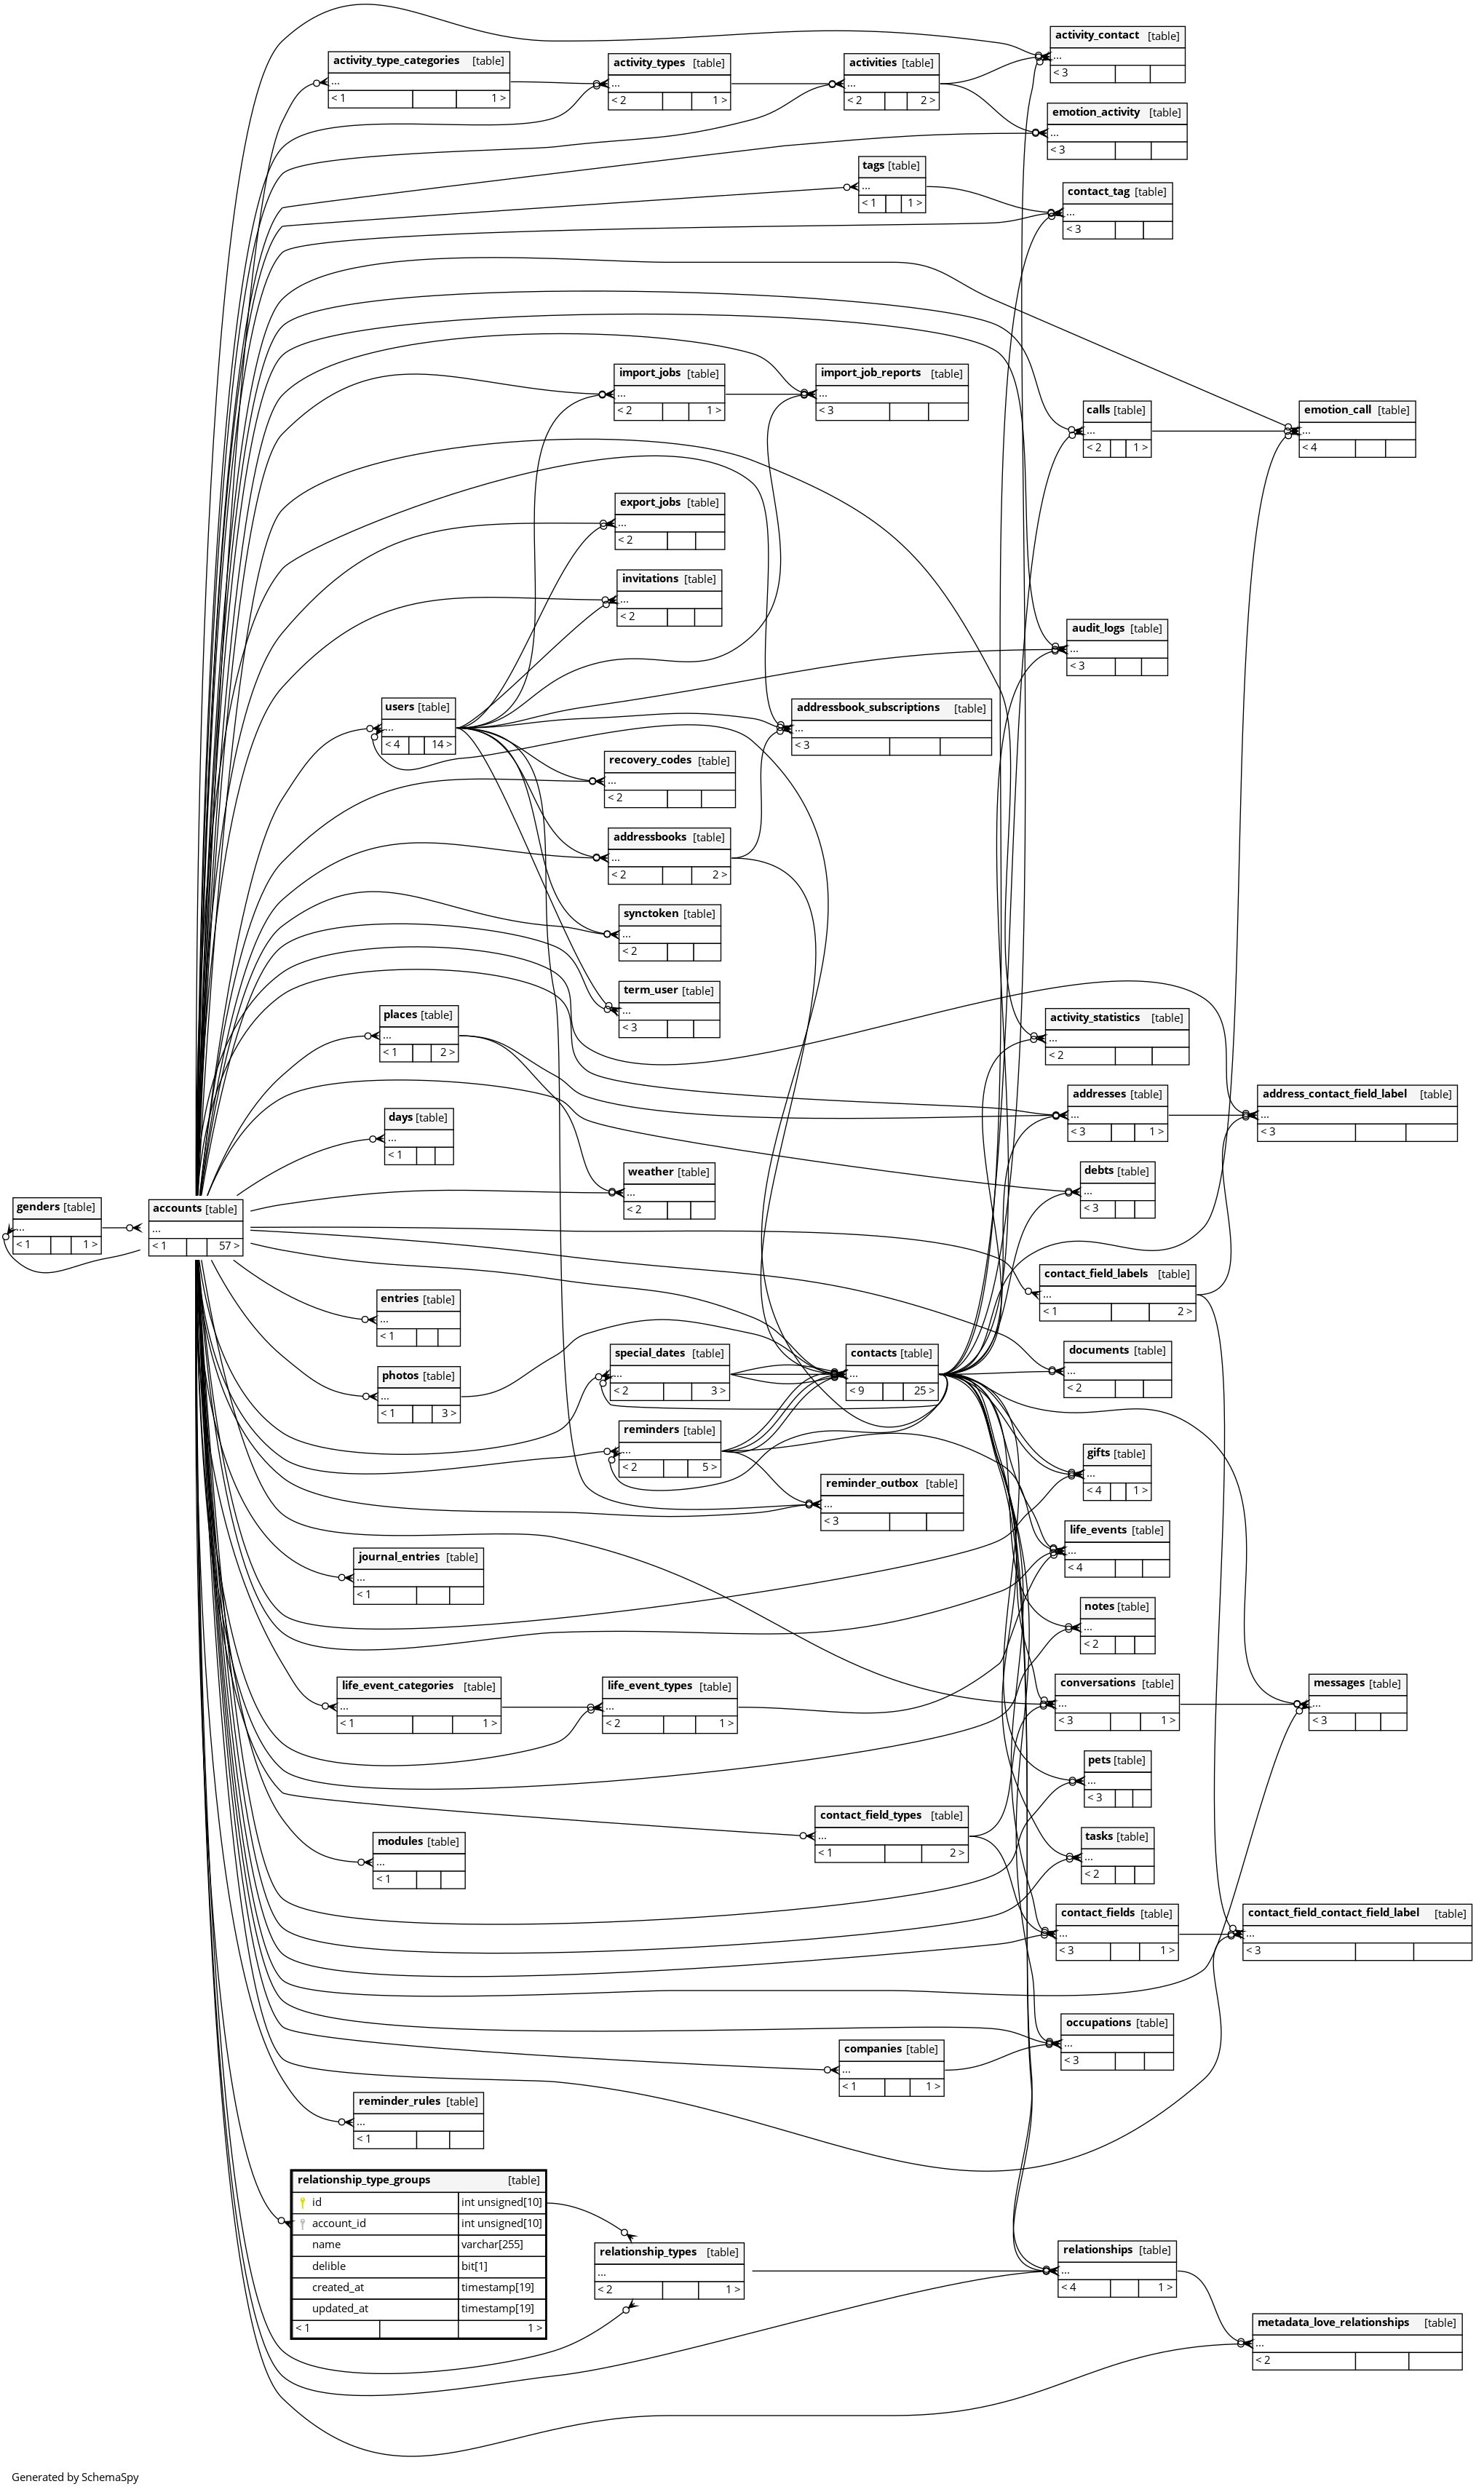 activity_contact [table]
...
< 3
activity_type_categories [table]
...
< 1 1 >
activity_types [table]
...
< 2 1 >
activities [table]
...
< 2 2 >
emotion_activity [table]
...
< 3
tags [table]
...
< 1 1 >
contact_tag [table]
...
< 3
import_jobs [table]
...
< 2 1 >
import_job_reports [table]
...
< 3
calls [table]
...
< 2 1 >
emotion_call [table]
...
< 4
export_jobs [table]
...
< 2
invitations [table]
...
< 2
audit_logs [table]
...
< 3
users [table]
...
< 4 14 >
addressbook_subscriptions [table]
...
< 3
recovery_codes [table]
...
< 2
addressbooks [table]
...
< 2 2 >
synctoken [table]
...
< 2
term_user [table]
...
< 3
places [table]
...
< 1 2 >
activity_statistics [table]
...
< 2
addresses [table]
...
< 3 1 >
address_contact_field_label [table]
...
< 3
days [table]
...
< 1
weather [table]
...
< 2
debts [table]
...
< 3
genders [table]
...
< 1 1 >
accounts [table]
...
< 1 57 >
contact_field_labels [table]
...
< 1 2 >
entries [table]
...
< 1
special_dates [table]
...
< 2 3 >
contacts [table]
...
< 9 25 >
documents [table]
...
< 2
photos [table]
...
< 1 3 >
reminders [table]
...
< 2 5 >
gifts [table]
...
< 4 1 >
reminder_outbox [table]
...
< 3
life_events [table]
...
< 4
journal_entries [table]
...
< 1
notes [table]
...
< 2
life_event_categories [table]
...
< 1 1 >
life_event_types [table]
...
< 2 1 >
conversations [table]
...
< 3 1 >
messages [table]
...
< 3
pets [table]
...
< 3
contact_field_types [table]
...
< 1 2 >
modules [table]
...
< 1
tasks [table]
...
< 2
contact_fields [table]
...
< 3 1 >
contact_field_contact_field_label [table]
...
< 3
occupations [table]
...
< 3
companies [table]
...
< 1 1 >
reminder_rules [table]
...
< 1
relationship_type_groups [table]
id int unsigned[10]
account_id int unsigned[10]
name varchar[255]
delible bit[1]
created_at timestamp[19]
updated_at timestamp[19]
< 1 1 >
relationship_types [table]
...
< 2 1 >
relationships [table]
...
< 4 1 >
metadata_love_relationships [table]
...
< 2
Generated by SchemaSpy